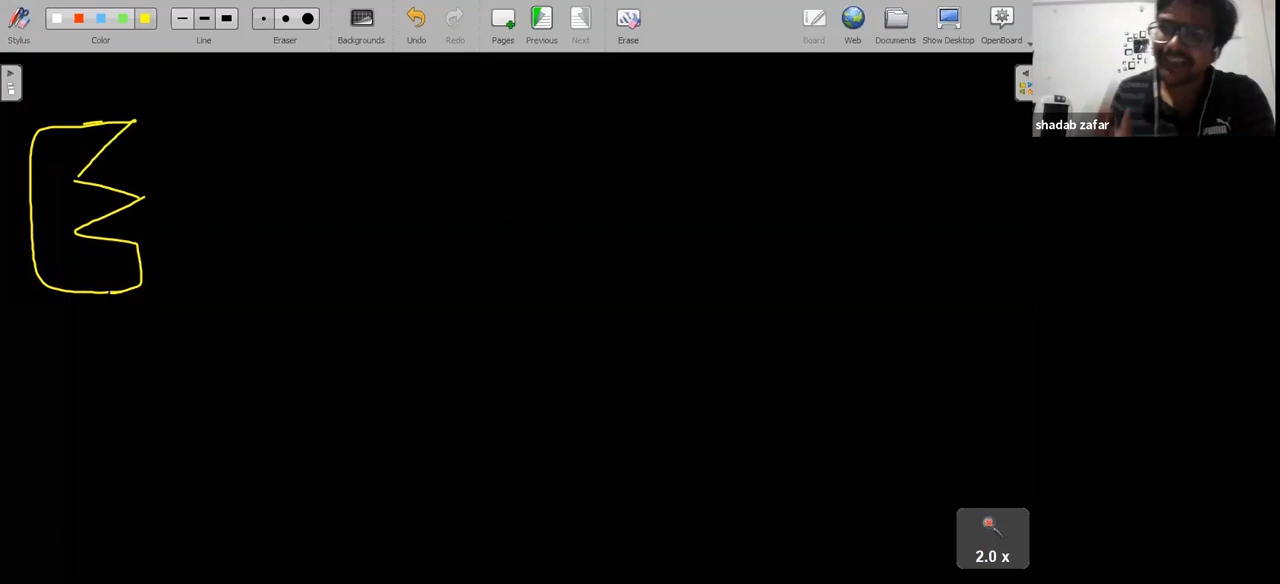 Stylus Color Line Eraser Backgrounds Undo Redo Pages Previous Next Erase Board Web Documents Show Desktop OpenBoard
PUMA
shadab zafar
2.0 x